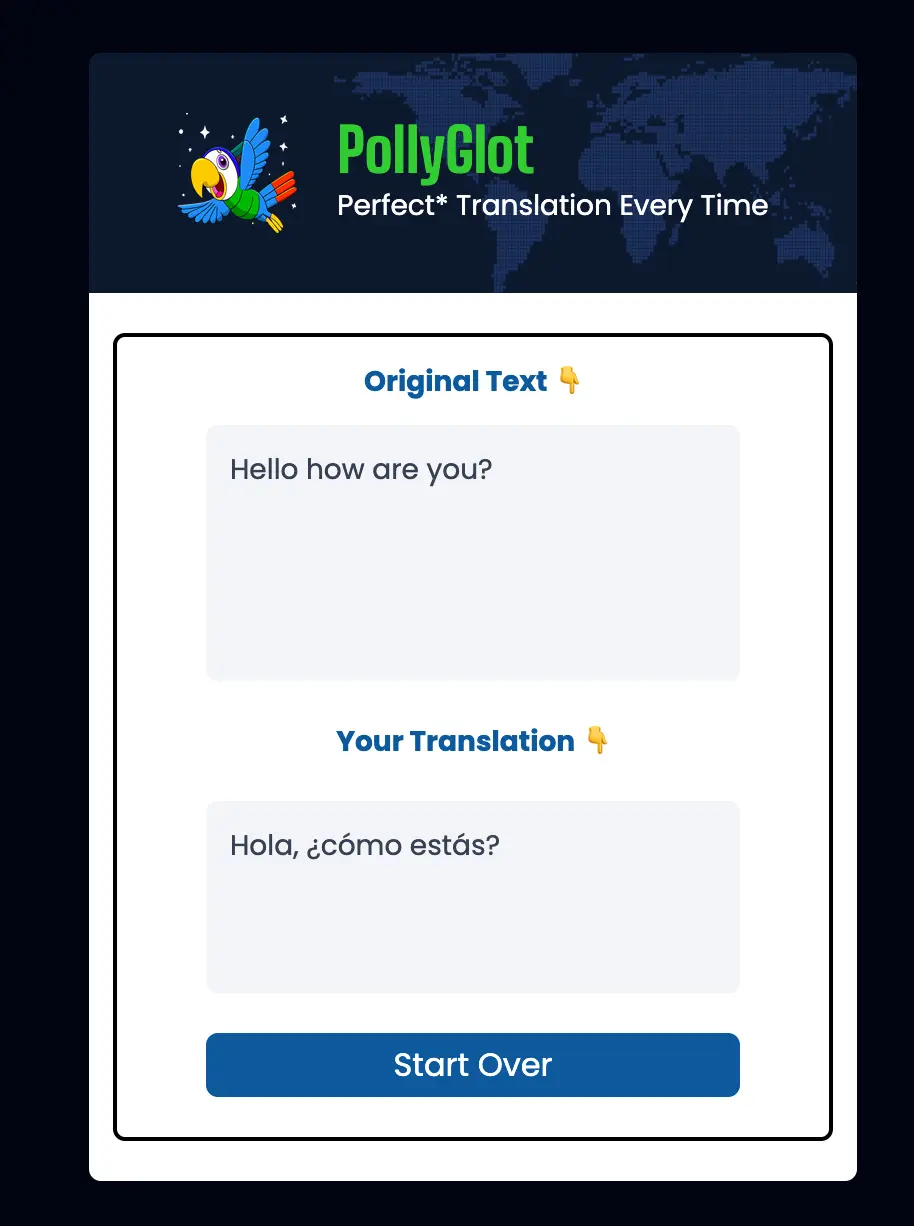 PollyGlot
Perfect* Translation Every Time
Original Text 👇
Hello how are you?
Your Translation 👇
Hola, ¿cómo estás?
Start Over